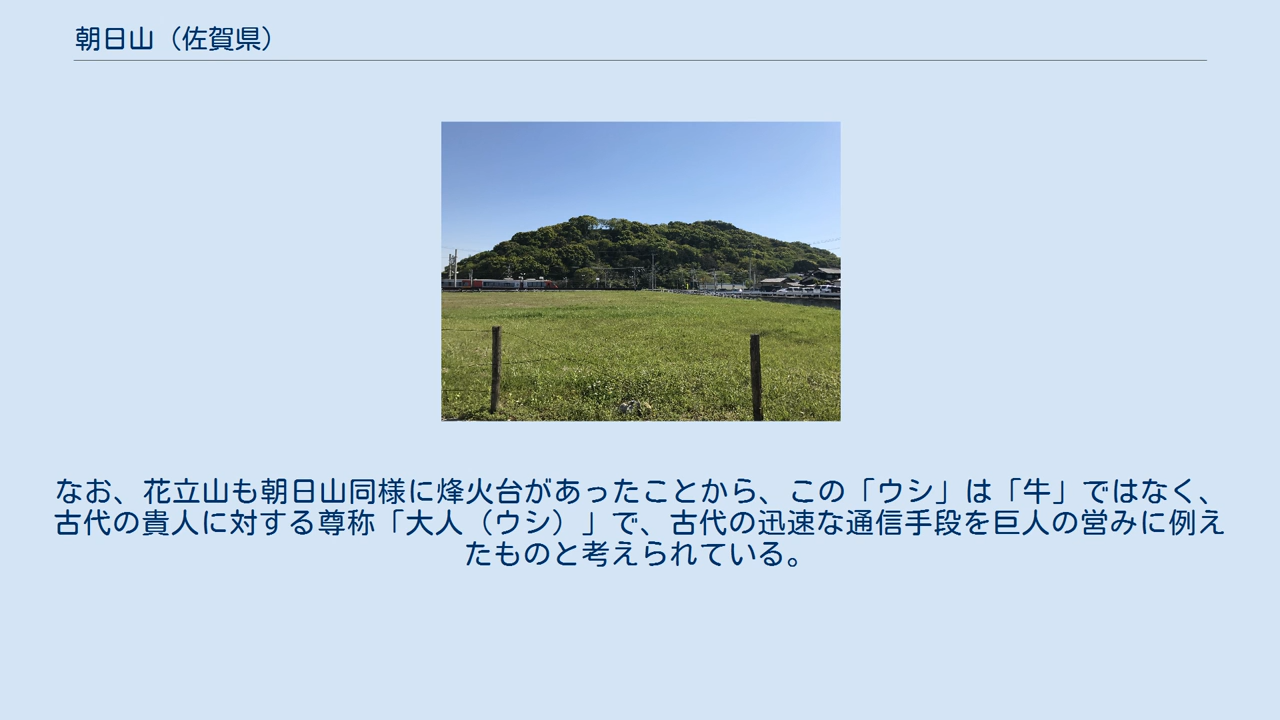 朝日山（佐賀県）
なお、花立山も朝日山同様に烽火台があったことから、この「ウシ」は「牛」ではなく、
古代の貴人に対する尊称「大人（ウシ）」で、古代の迅速な通信手段を巨人の営みに例え
たものと考えられている。